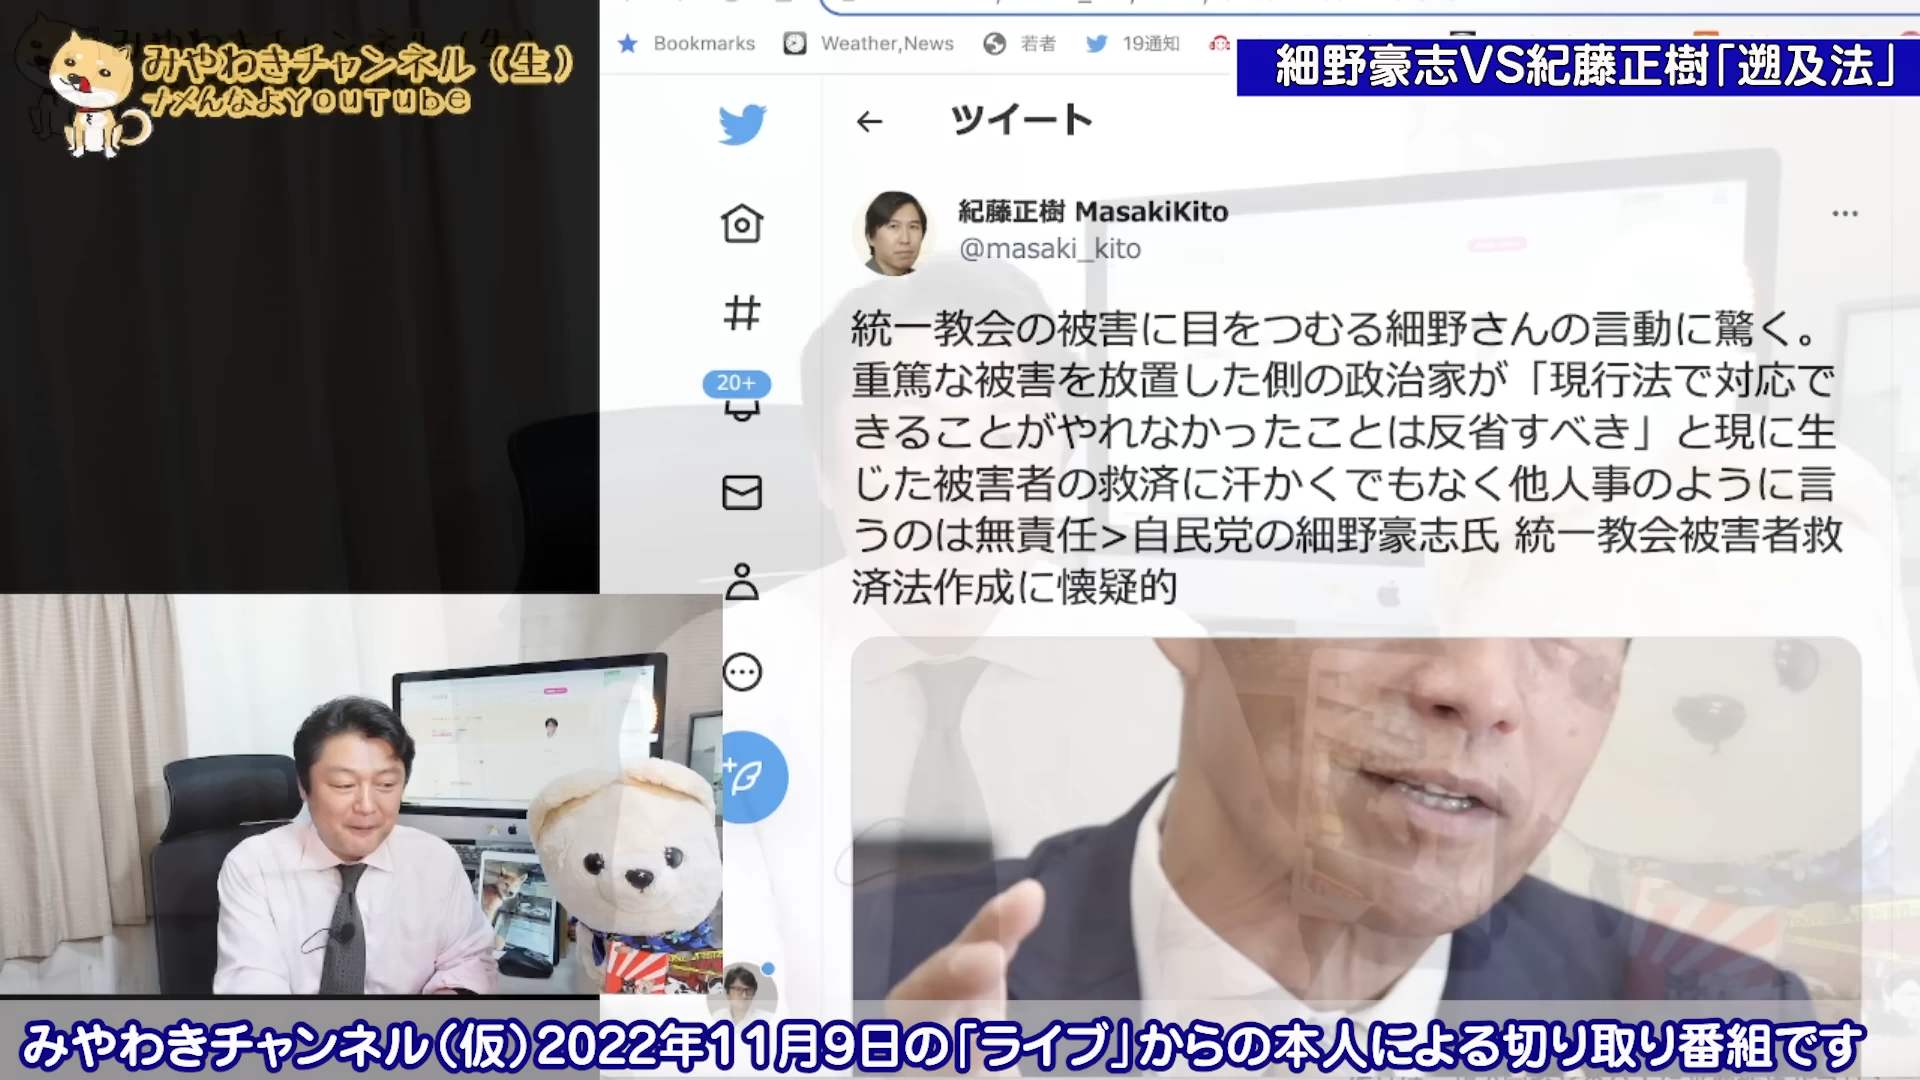 みやわきチャンネル（生）
ナメんなよYouTube
Bookmarks
Weather,News
若者
19通知
細野豪志VS紀藤正樹「遡及法」
ツイート
紀藤正樹 MasakiKito
@masaki_kito
20+
統一教会の被害に目をつむる細野さんの言動に驚く。
重篤な被害を放置した側の政治家が「現行法で対応で
きることがやれなかったことは反省すべき」と現に生
じた被害者の救済に汗かくでもなく他人事のように言
うのは無責任>自民党の細野豪志氏 統一教会被害者救
済法作成に懐疑的
みやわきチャンネル（仮）2022年11月9日の「ライブ」からの本人による切り取り番組です